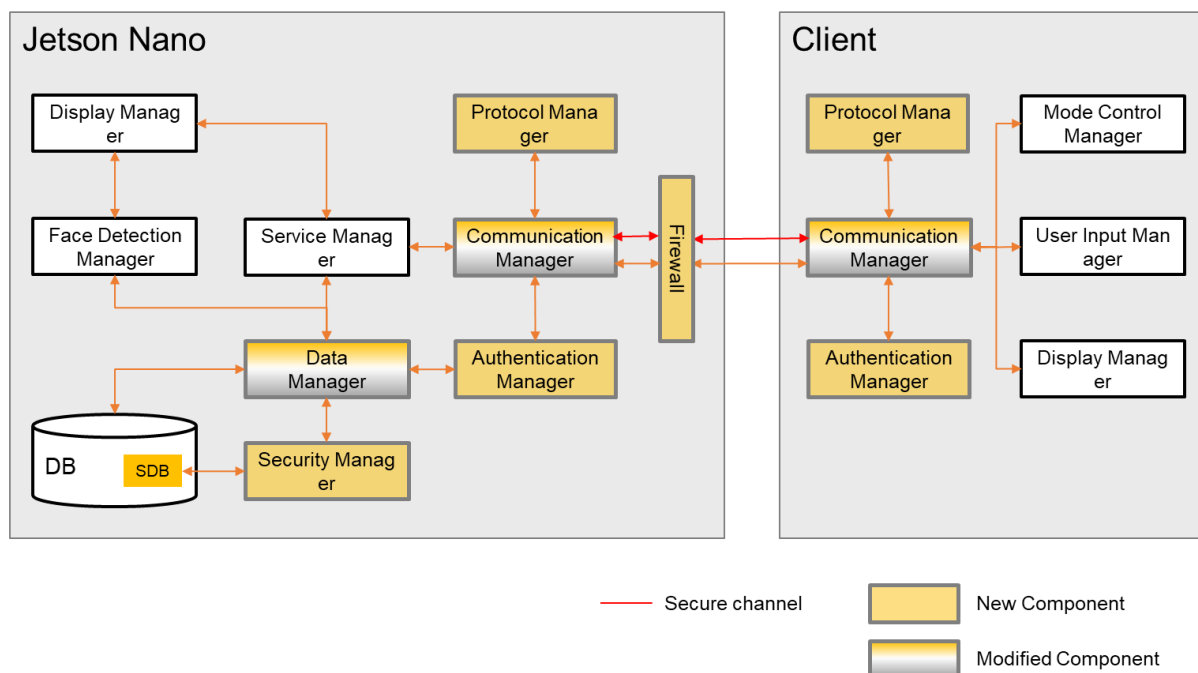 Jetson Nano
Display Manag
er
Face Detection
Manager
Service Manag
er
Protocol Mana
ger
Communication
Manager
Firewall
Data
Manager
Authentication
Manager
DB
SDB
Security Manag
er
Client
Protocol Mana
ger
Communication
Manager
Authentication
Manager
Mode Control
Manager
User Input Man
ager
Display Manag
er
Secure channel
New Component
Modified Component